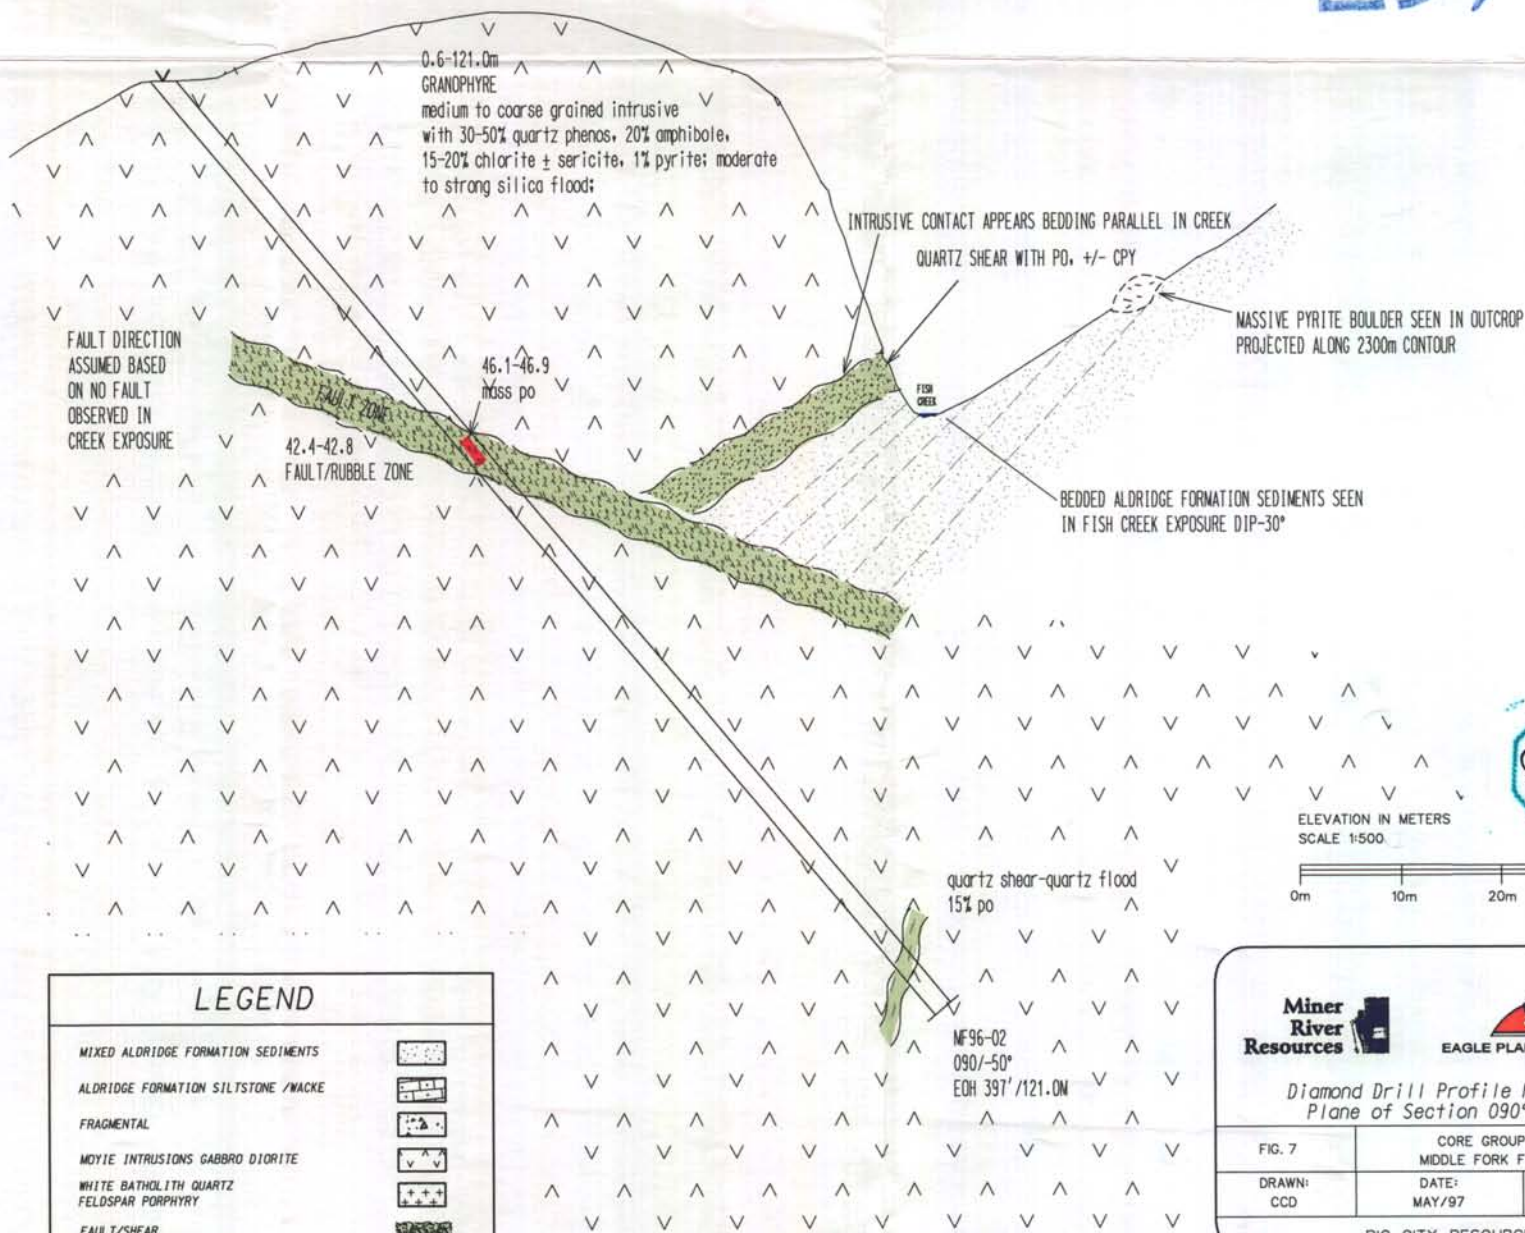 0.6-121.0m
GRANOPHYRE
medium to coarse grained intrusive
with 30-50% quartz phenos, 20% amphibole,
15-20% chlorite ± sericite, 1% pyrite; moderate
to strong silica flood;
INTRUSIVE CONTACT APPEARS BEDDING PARALLEL IN CREEK
QUARTZ SHEAR WITH PO, +/- CPY
MASSIVE PYRITE BOULDER SEEN IN OUTCROP
PROJECTED ALONG 2300m CONTOUR
FAULT DIRECTION
ASSUMED BASED
ON NO FAULT
OBSERVED IN
CREEK EXPOSURE
46.1-46.9
mass po
FAULT ZONE
FISH
CREEK
42.4-42.8
FAULT/RUBBLE ZONE
BEDDED ALDRIDGE FORMATION SEDIMENTS SEEN
IN FISH CREEK EXPOSURE DIP-30°
ELEVATION IN METERS
SCALE 1:500
0m 10m 20m
quartz shear-quartz flood
15% po
MF96-02
090/-50°
EOH 397'/121.0M
LEGEND
MIXED ALDRIDGE FORMATION SEDIMENTS
ALDRIDGE FORMATION SILTSTONE /WACKE
FRAGMENTAL
MOYIE INTRUSIONS GABBRO DIORITE
WHITE BATHOLITH QUARTZ
FELDSPAR PORPHYRY
FAULT/SHEAR
Miner
River
Resources
EAGLE PLA
Diamond Drill Profile
Plane of Section 090°
FIG. 7
CORE GROUP
MIDDLE FORK F
DRAWN:
CCD
DATE:
MAY/97